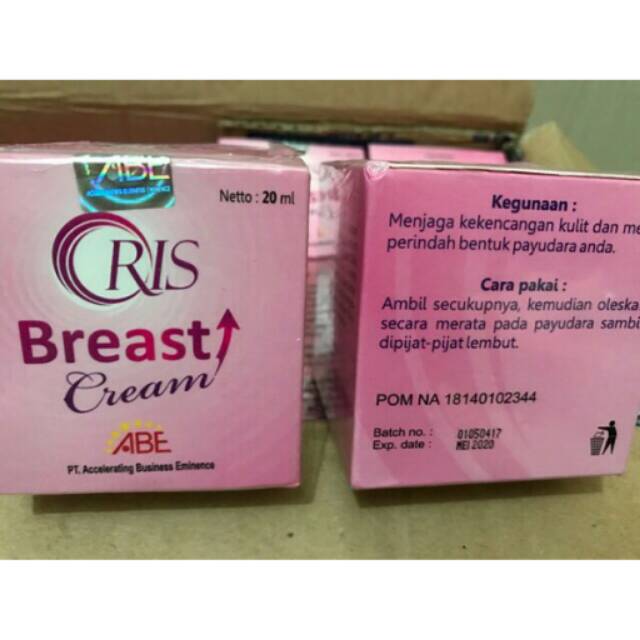 ABE
Netto : 20 ml
ORIS
Breast
Cream
ABE
PT. Accelerating Business Eminence
Kegunaan :
Menjaga kekencangan kulit dan me
perindah bentuk payudara anda.
Cara pakai :
Ambil secukupnya, kemudian oleska
secara merata pada payudara sambi
dipijat-pijat lembut.
POM NA 18140102344
Batch no. : 01050417
Exp. date : MEI 2020